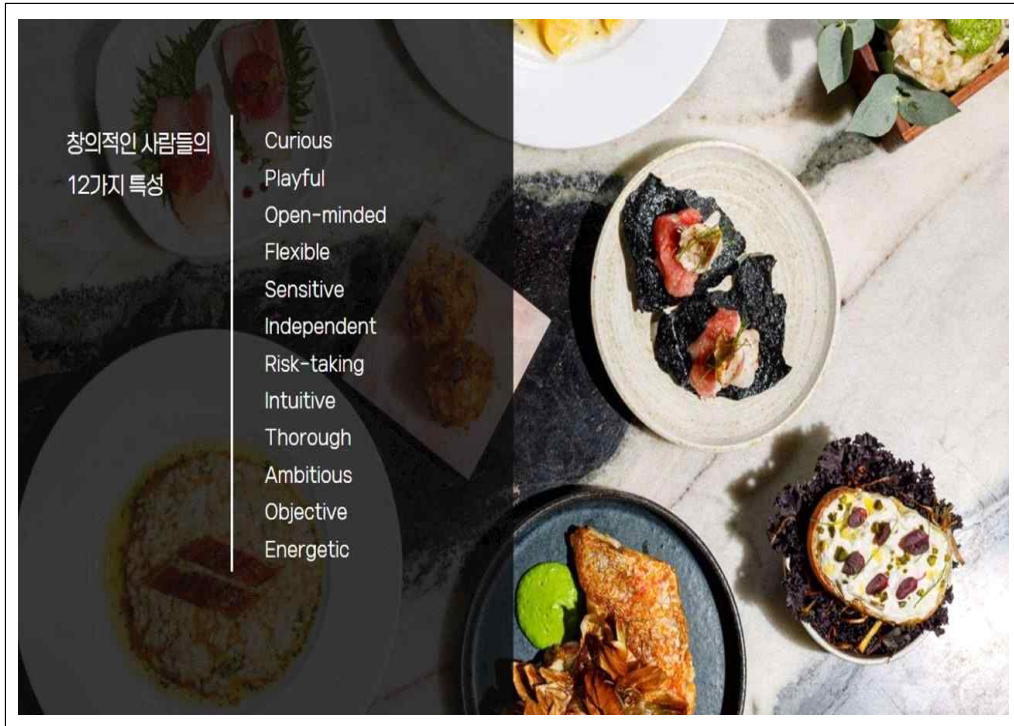 창의적인 사람들의
12가지 특성
Curious
Playful
Open-minded
Flexible
Sensitive
Independent
Risk-taking
Intuitive
Thorough
Ambitious
Objective
Energetic